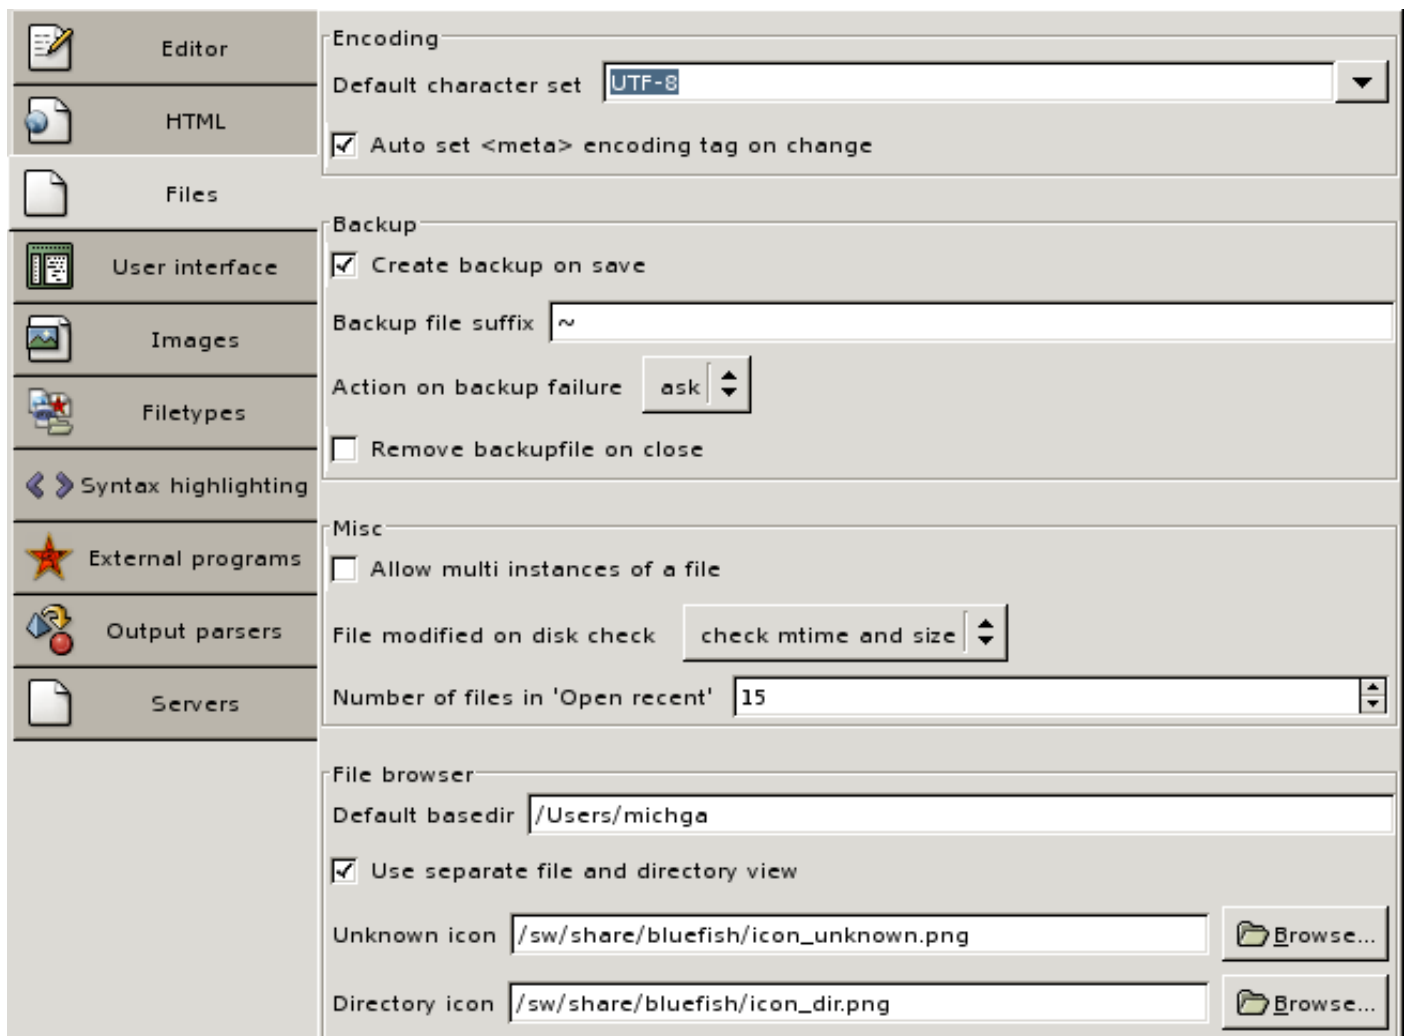 Editor
HTML
Files
User interface
Images
Filetypes
Syntax highlighting
External programs
Output parsers
Servers
Encoding
Default character set UTF-8
Auto set <meta> encoding tag on change
Backup
Create backup on save
Backup file suffix ~
Action on backup failure ask
Remove backupfile on close
Misc
Allow multi instances of a file
File modified on disk check check mtime and size
Number of files in 'Open recent' 15
File browser
Default basedir /Users/michga
Use separate file and directory view
Unknown icon /sw/share/bluefish/icon_unknown.png Browse...
Directory icon /sw/share/bluefish/icon_dir.png Browse...